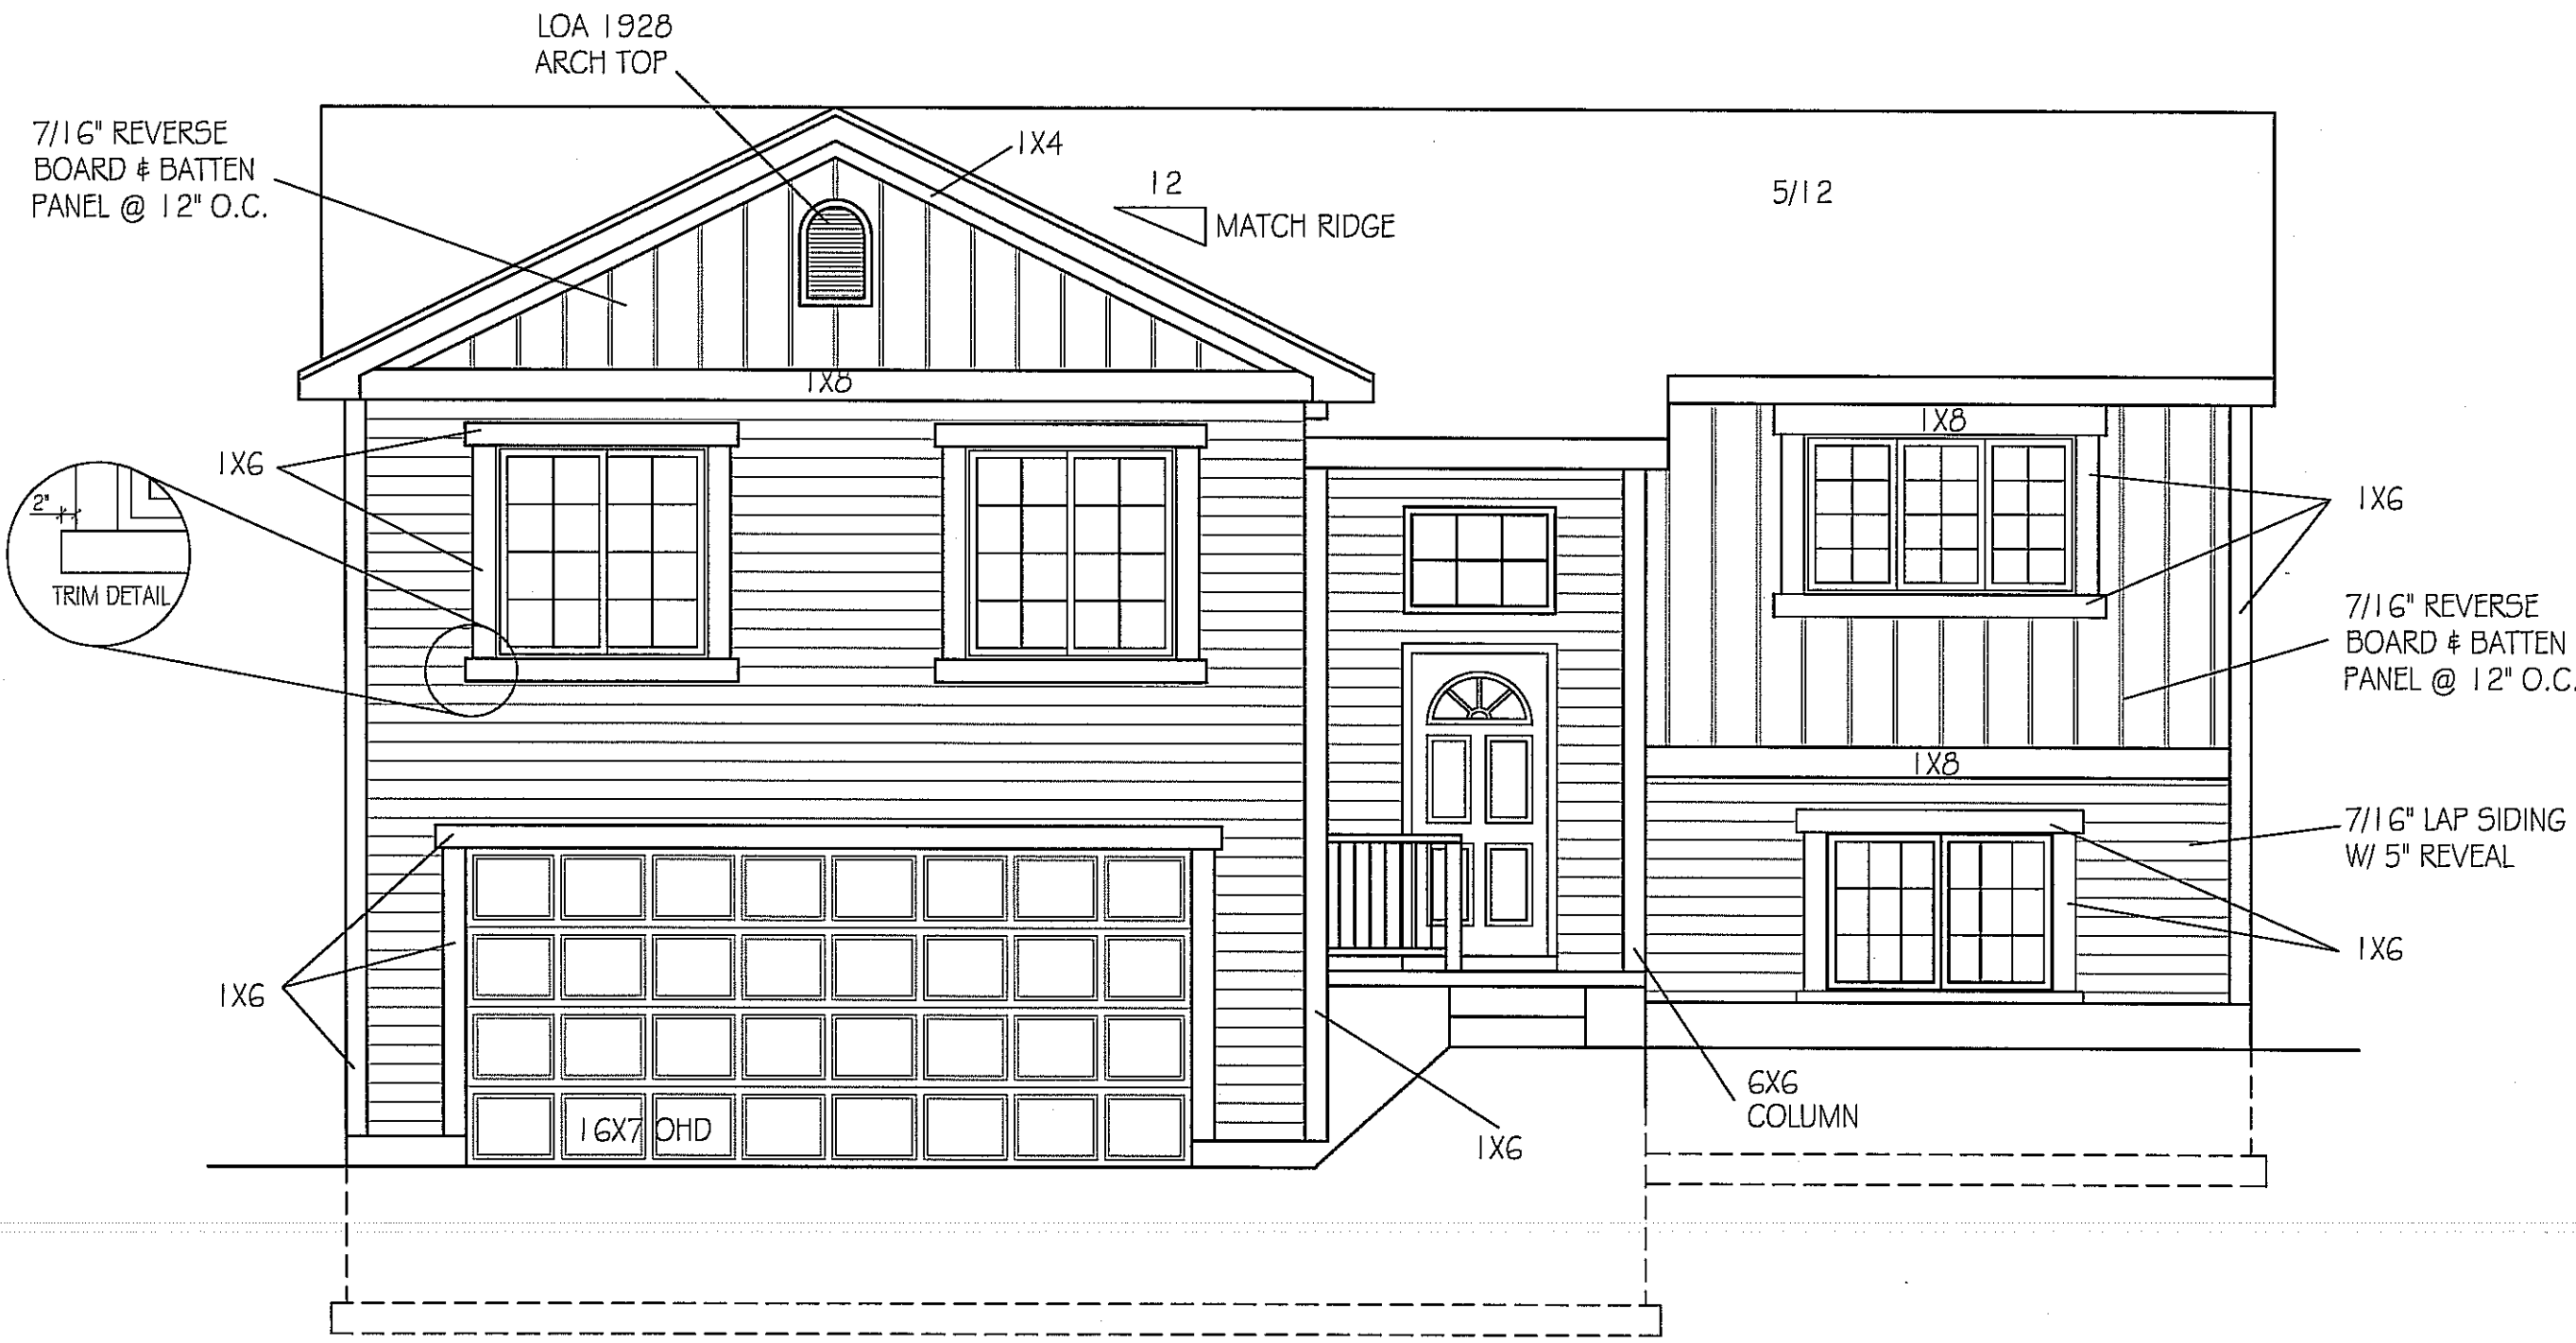 LOA 1928
ARCH TOP
7/16" REVERSE
BOARD & BATTEN
PANEL @ 12" O.C.
1X4
12
MATCH RIDGE
5/12
1X8
1X8
1X6
2"
TRIM DETAIL
1X6
7/16" REVERSE
BOARD & BATTEN
PANEL @ 12" O.C.
1X8
7/16" LAP SIDING
W/ 5" REVEAL
1X6
1X6
16X7 OHD
1X6
6X6
COLUMN